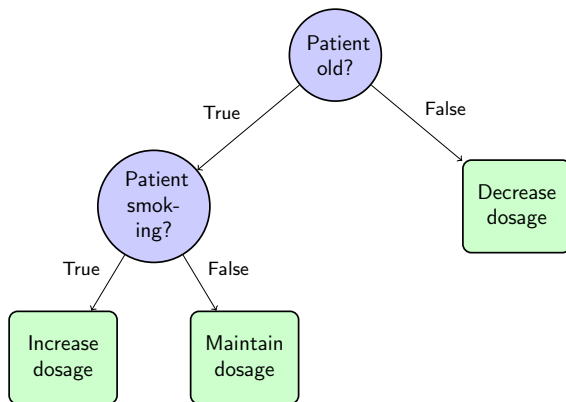 Patient
old?
True
False
Patient
smok-
ing?
Decrease
dosage
True
False
Increase
dosage
Maintain
dosage